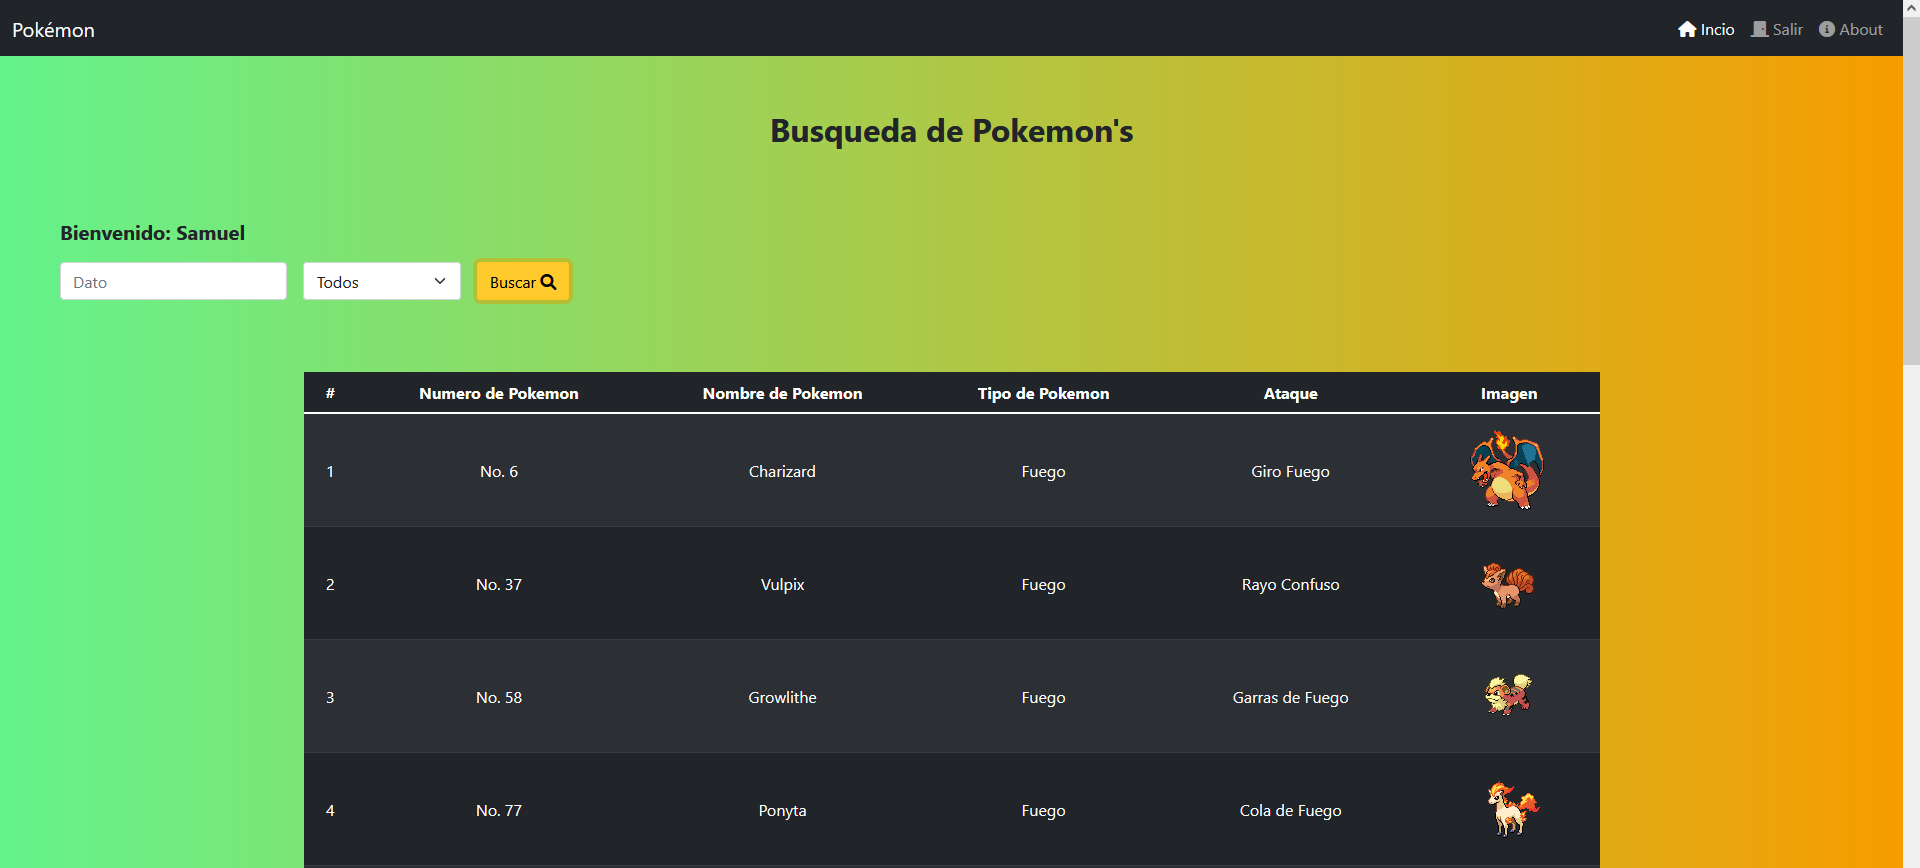 Pokémon Incio Salir About
Busqueda de Pokemon's
Bienvenido: Samuel
Dato Todos Buscar
# Numero de Pokemon Nombre de Pokemon Tipo de Pokemon Ataque Imagen
1 No. 6 Charizard Fuego Giro Fuego
2 No. 37 Vulpix Fuego Rayo Confuso
3 No. 58 Growlithe Fuego Garras de Fuego
4 No. 77 Ponyta Fuego Cola de Fuego